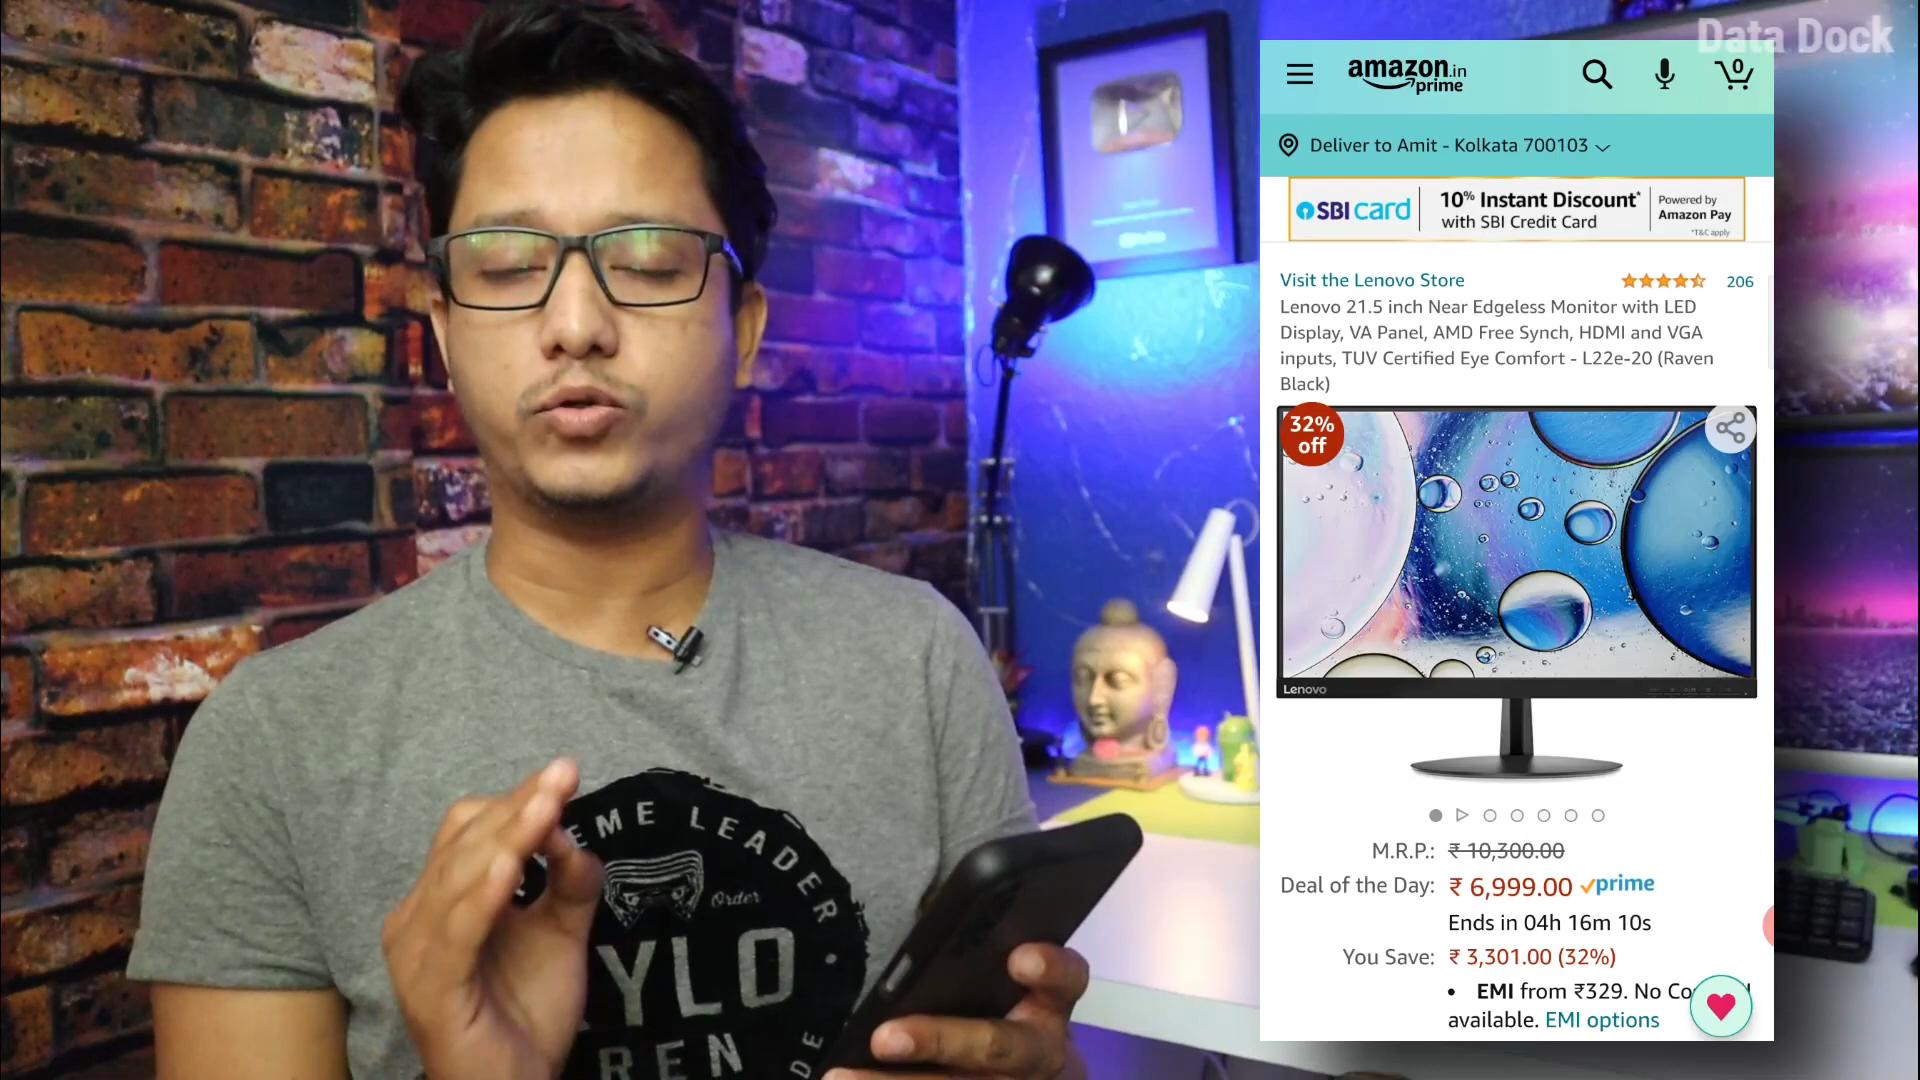 Data Dock
amazon.in
prime
0
Deliver to Amit - Kolkata 700103
SBI card
10% Instant Discount*
with SBI Credit Card
Powered by
Amazon Pay
*T&C apply
Visit the Lenovo Store
206
Lenovo 21.5 inch Near Edgeless Monitor with LED
Display, VA Panel, AMD Free Synch, HDMI and VGA
inputs, TUV Certified Eye Comfort - L22e-20 (Raven
Black)
32%
off
Lenovo
M.R.P.: ₹ 10,300.00
Deal of the Day: ₹ 6,999.00 prime
Ends in 04h 16m 10s
You Save: ₹ 3,301.00 (32%)
• EMI from ₹329. No
available. EMI options
LEADER
Order
YLO
REN